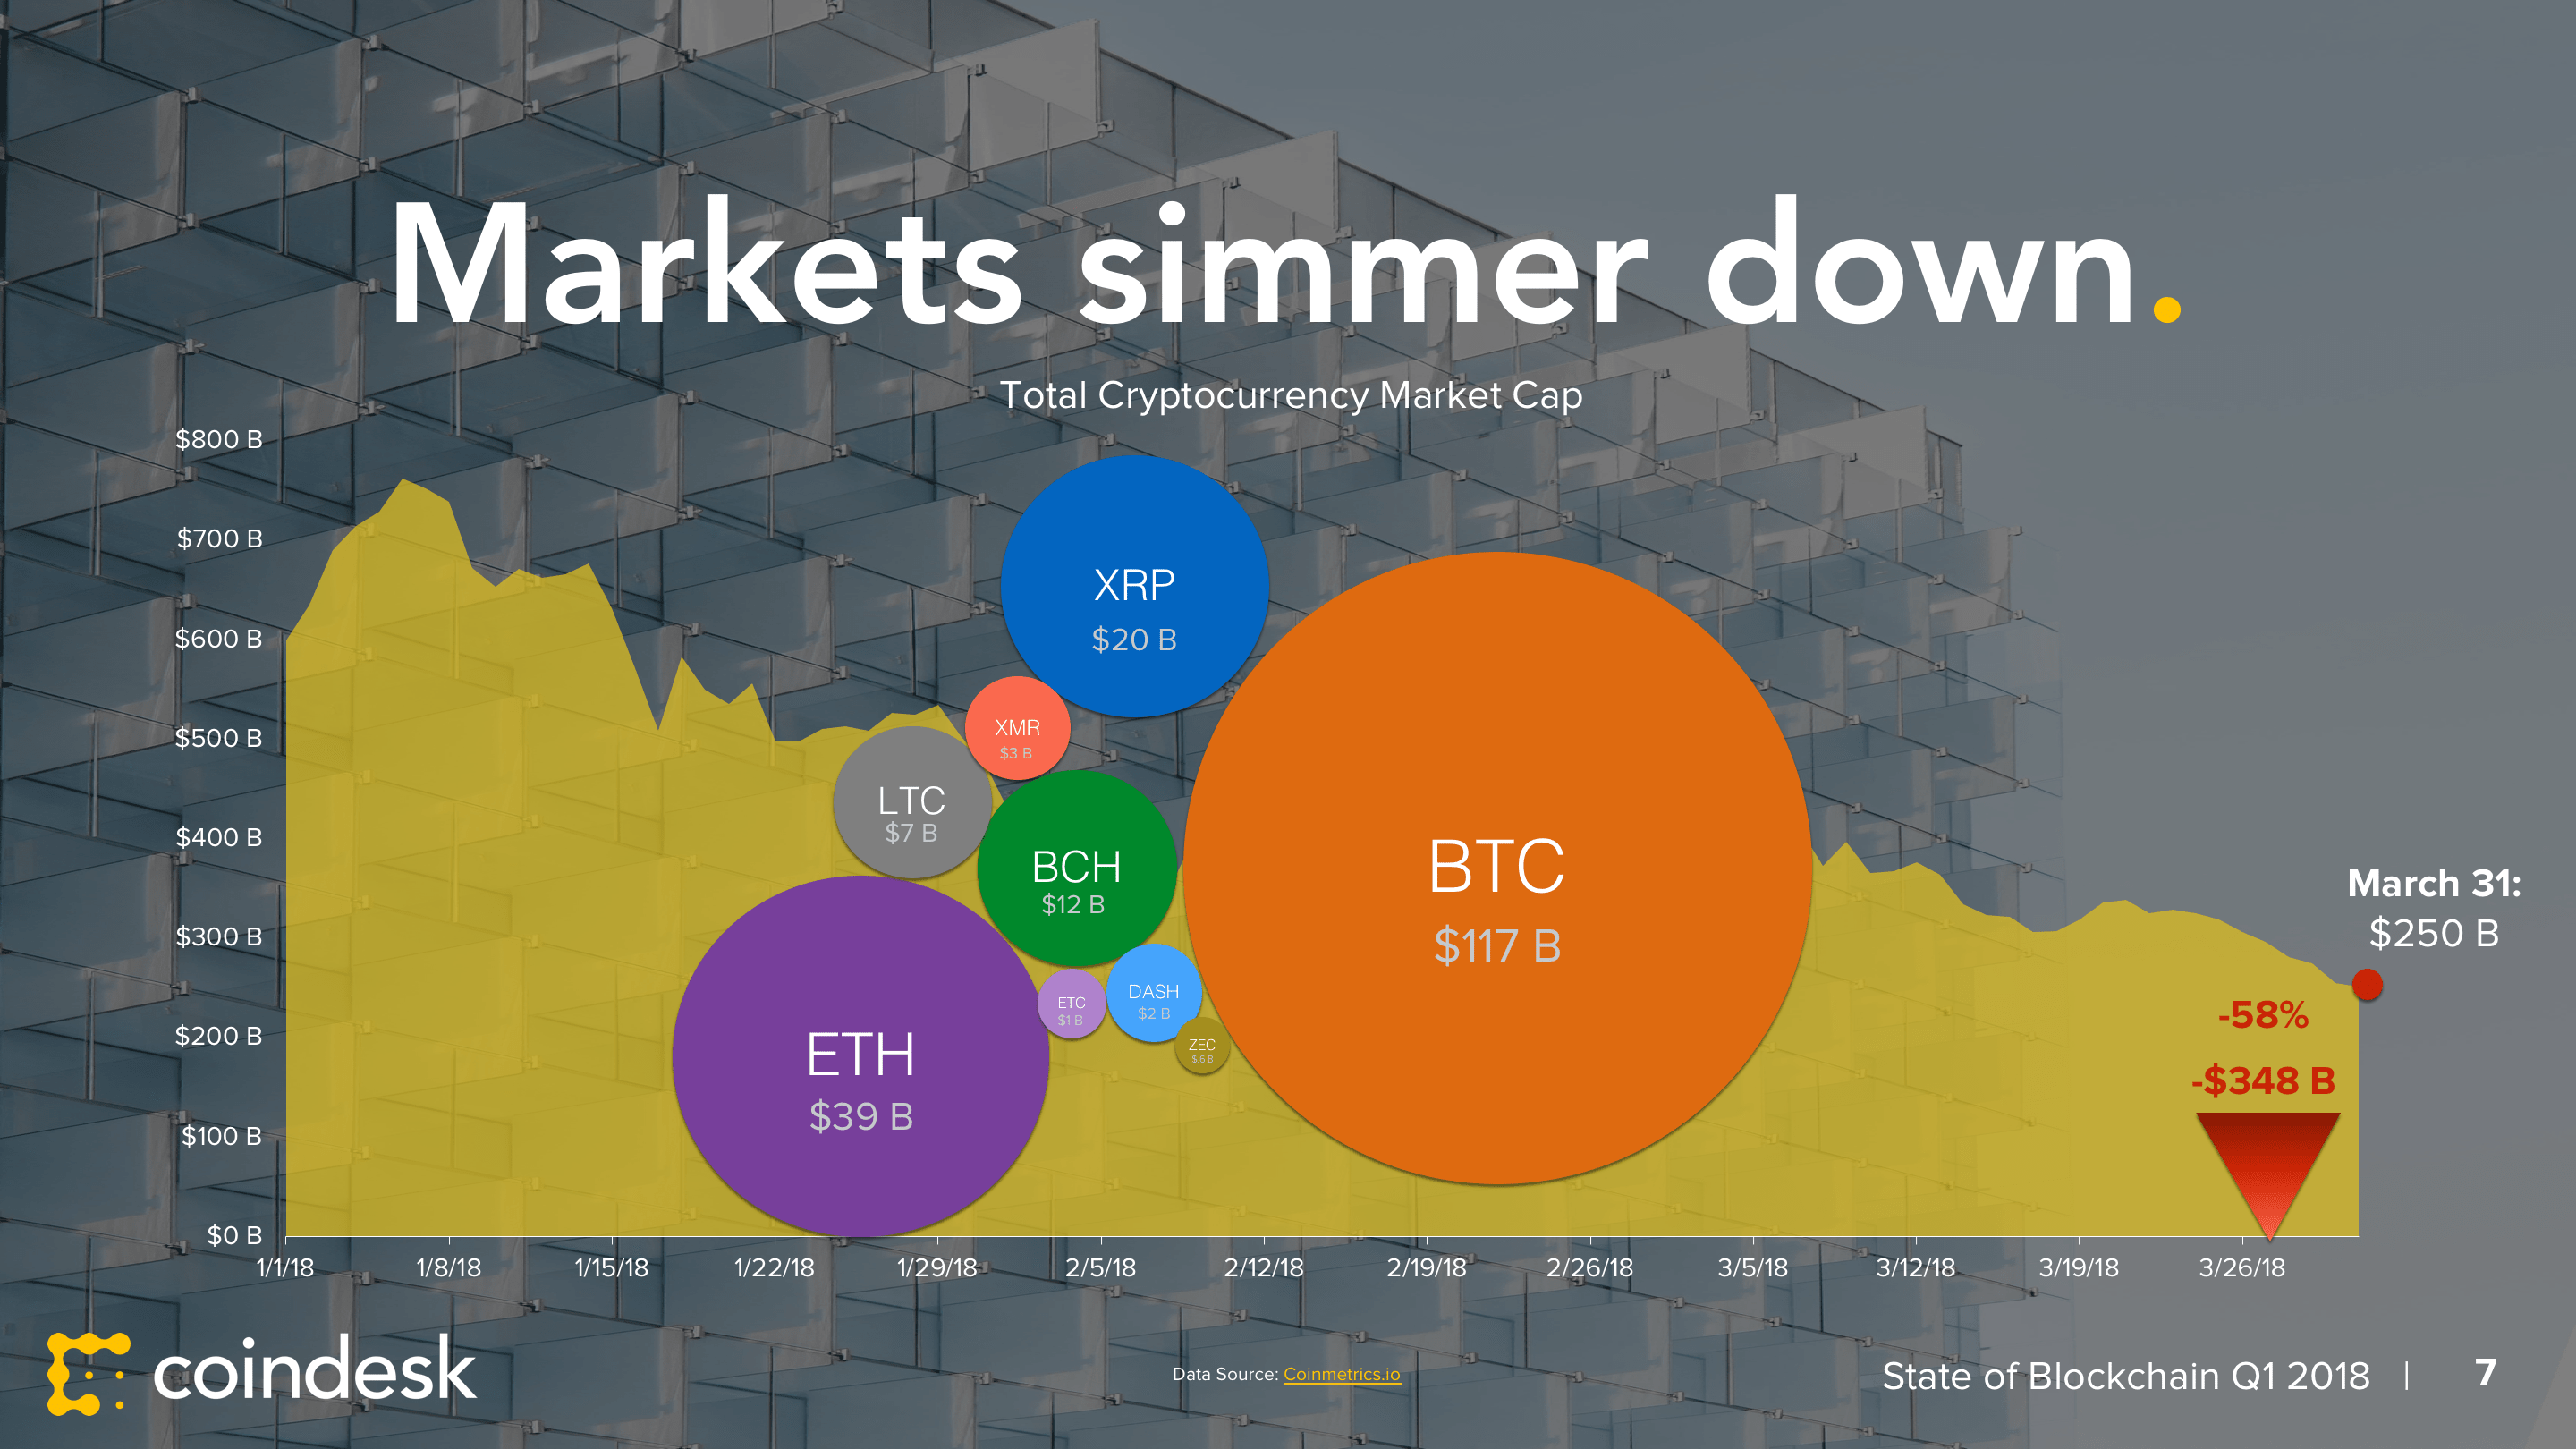 Markets simmer down.
Total Cryptocurrency Market Cap
$800 B
$700 B
$600 B
$500 B
$400 B
$300 B
$200 B
$100 B
$0 B
XRP
$20 B
XMR
$3 B
LTC
$7 B
BCH
$12 B
BTC
$117 B
ETH
$39 B
ETC
$1 B
DASH
$2 B
ZEC
$6 B
March 31:
$250 B
-58%
-$348 B
1/1/18
1/8/18
1/15/18
1/22/18
1/29/18
2/5/18
2/12/18
2/19/18
2/26/18
3/5/18
3/12/18
3/19/18
3/26/18
coindesk
Data Source: Coinmetrics.io
State of Blockchain Q1 2018 | 7